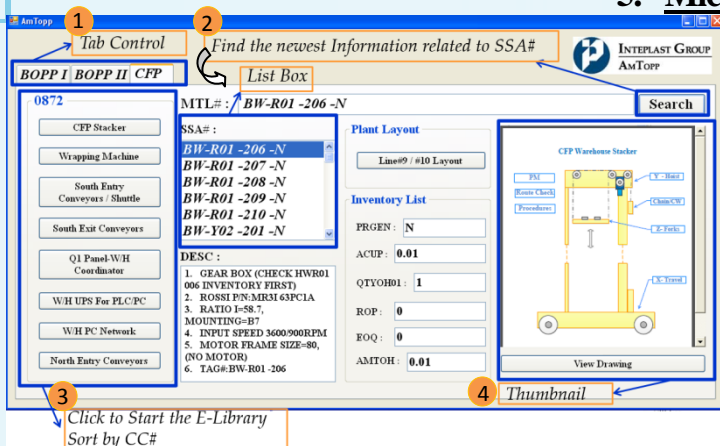 3. Mic
1
2
AmTopp
Tab Control
Find the newest Information related to SSA#
INTEPLAST GROUP
AMTOPP
BOPP I BOPP II CFP
List Box
0872
MTL# : BW-R01 -206 -N
Search
CFP Stacker
Wrapping Machine
South Entry
Conveyors / Shuttle
South Exit Conveyors
Q1 Panel-W/H
Coordinator
W/H UPS For PLC/PC
W/H PC Network
North Entry Conveyors
SSA# :
BW-R01 -206 -N
BW-R01 -207 -N
BW-R01 -208 -N
BW-R01 -209 -N
BW-R01 -210 -N
BW-Y02 -201 -N
DESC :
1. GEAR BOX (CHECK HWR01
006 INVENTORY FIRST)
2. ROSSI P/N:MR3I 63PC1A
3. RATIO I=58.7,
MOUNTING=B7
4. INPUT SPEED 3600/900RPM
5. MOTOR FRAME SIZE=80,
(NO MOTOR)
6. TAG#:BW-R01 -206
Plant Layout
Line#9 / #10 Layout
Inventory List
PRGEN : N
ACUP : 0.01
QTYOH01 : 1
ROP : 0
EOQ : 0
AMTOH : 0.01
CFP Warehouse Stacker
PM
Route Check
Procedures
Y - Hoist
Chain/CW
Z- Forks
X- Travel
View Drawing
3
4
Thumbnail
Click to Start the E-Library
Sort by CC#